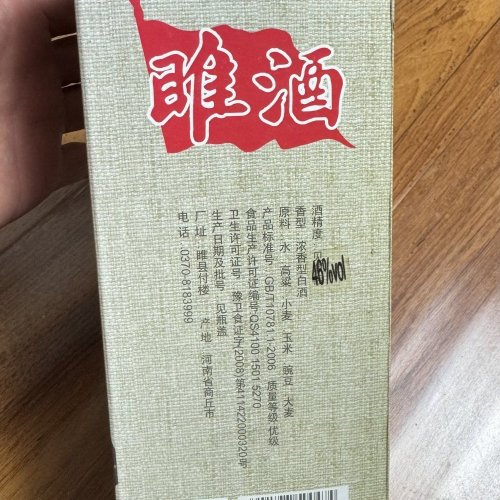 睢酒
酒精度 46%vol
香型 浓香型白酒
原料 水 高粱 小麦 玉米 豌豆 大麦
产品标准号 GB/T10781.1-2006 质量等级 优级
食品生产许可证编号 QS4100 1501 5270
卫生许可证号:豫卫食证字(2008)第411422000320号
生产日期及批号:见瓶盖
厂址:睢县付楼 产地 河南省商丘市
电话:0370-8183999